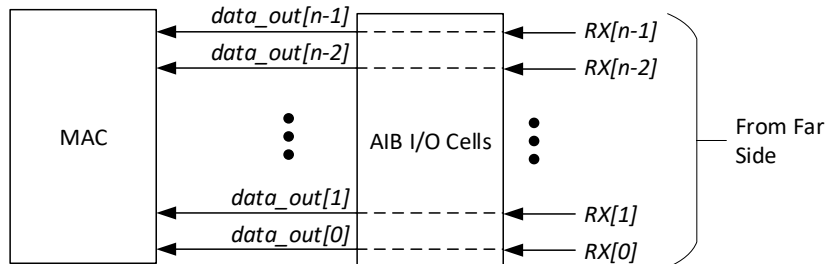 data_out[n-1]
RX[n-1]
data_out[n-2]
RX[n-2]
MAC
AIB I/O Cells
From Far
Side
data_out[1]
RX[1]
data_out[0]
RX[0]